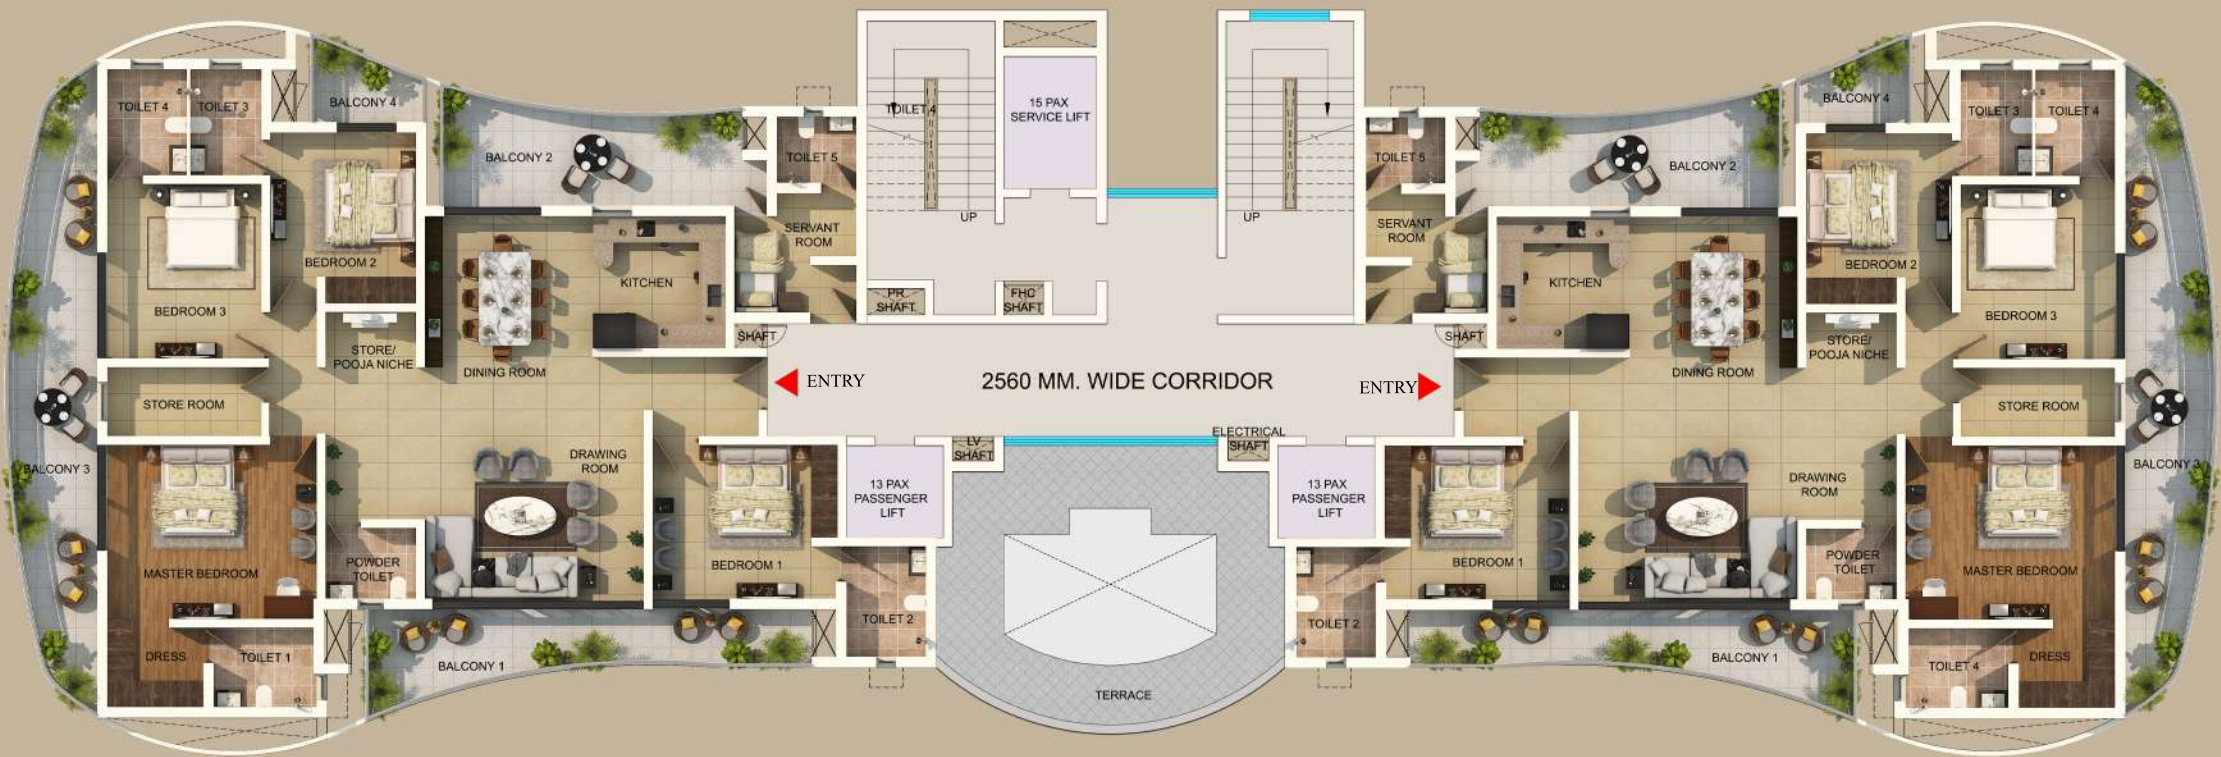 TOILET 4
TOILET 3
BALCONY 4
BALCONY 2
TOILET 5
SERVANT
ROOM
BEDROOM 2
BEDROOM 3
KITCHEN
STORE/
POOJA NICHE
DINING ROOM
SHAFT
STORE ROOM
BALCONY 3
DRAWING
ROOM
MASTER BEDROOM
POWDER
TOILET
BEDROOM 1
DRESS
TOILET 1
BALCONY 1
TOILET 2
TOILET 4
UP
15 PAX
SERVICE LIFT
PR
SHAFT
FHC
SHAFT
UP
ENTRY
2560 MM. WIDE CORRIDOR
ENTRY
LV
SHAFT
ELECTRICAL
SHAFT
13 PAX
PASSENGER
LIFT
13 PAX
PASSENGER
LIFT
TERRACE
TOILET 5
SERVANT
ROOM
BALCONY 2
BALCONY 4
TOILET 3
TOILET 4
BEDROOM 2
BEDROOM 3
KITCHEN
SHAFT
DINING ROOM
STORE/
POOJA NICHE
STORE ROOM
BALCONY 3
DRAWING
ROOM
MASTER BEDROOM
POWDER
TOILET
BEDROOM 1
TOILET 2
BALCONY 1
TOILET 4
DRESS